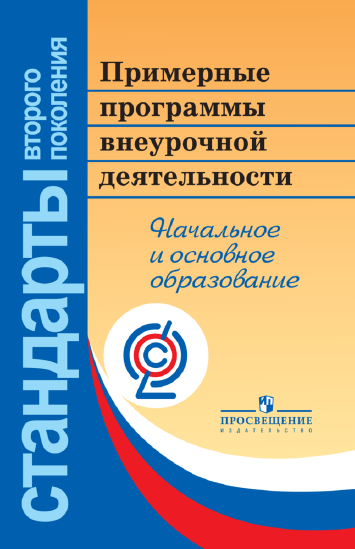 стандарты
второго
поколения
Примерные
программы
внеурочной
деятельности
Начальное
и основное
образование
С
ПРОСВЕЩЕНИЕ
ИЗДАТЕЛЬСТВО